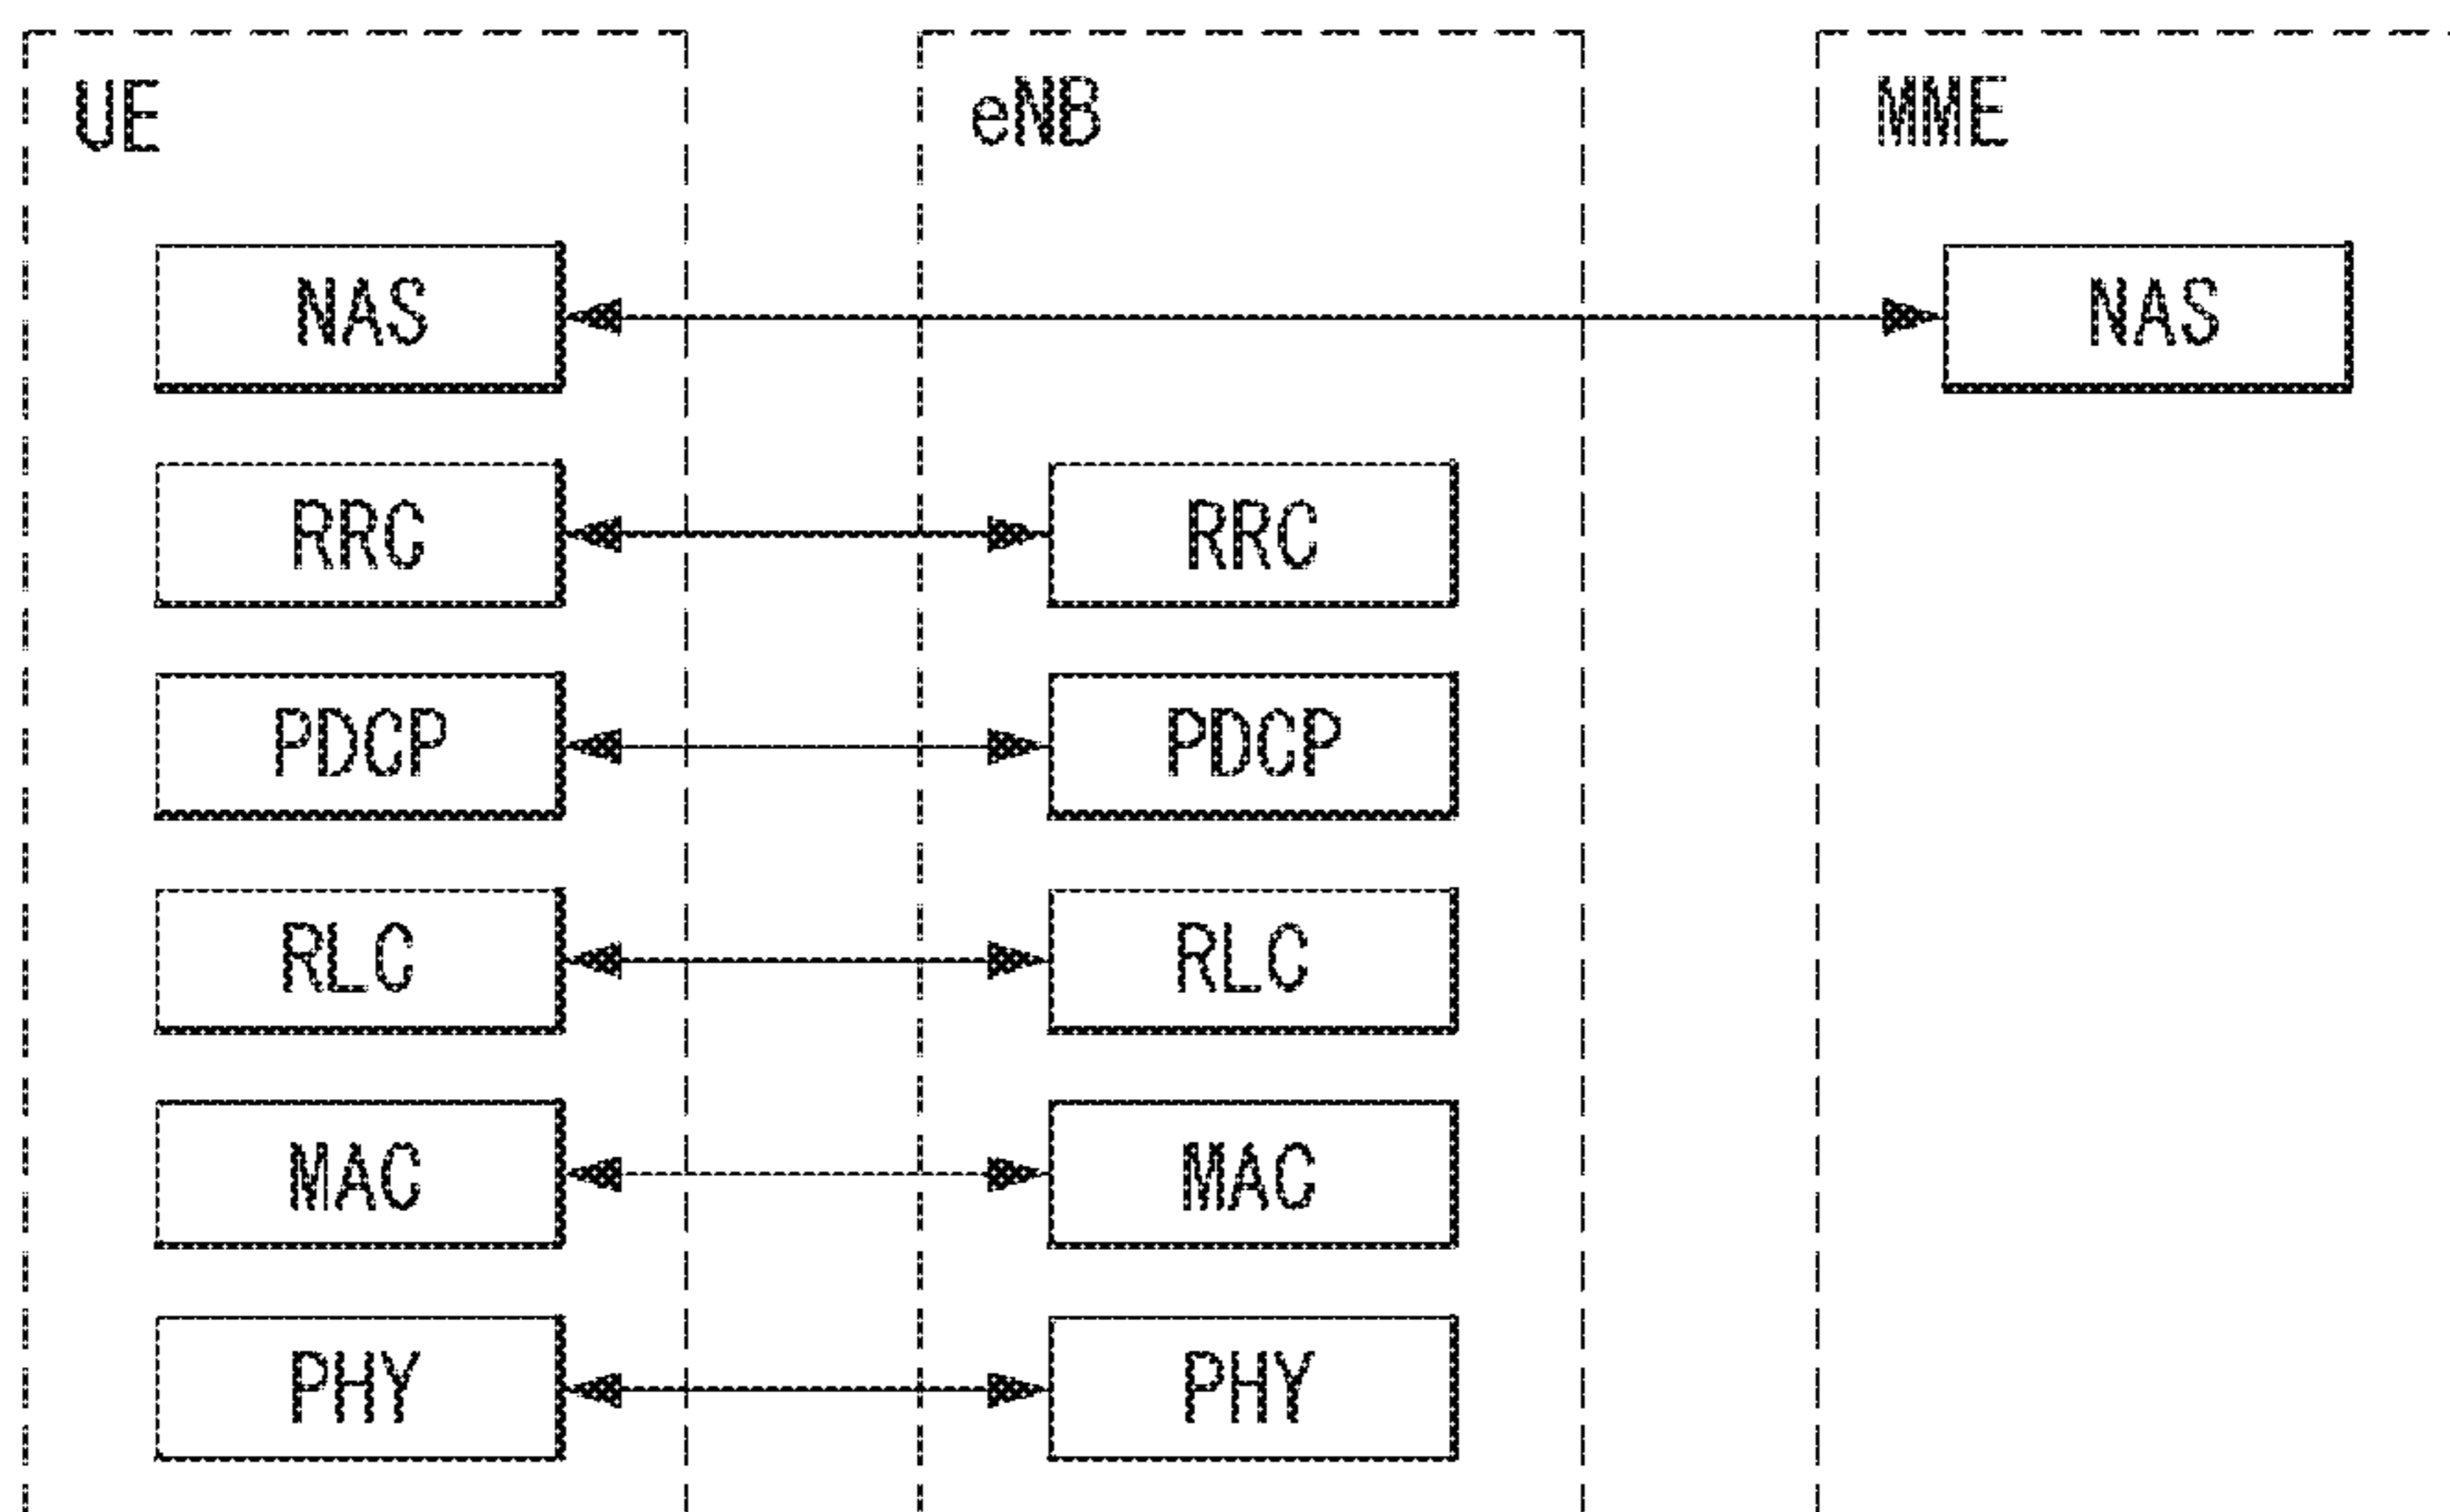 UE eNB MME
NAS NAS
RRC RRC
PDCP PDCP
RLC RLC
MAC MAC
PHY PHY